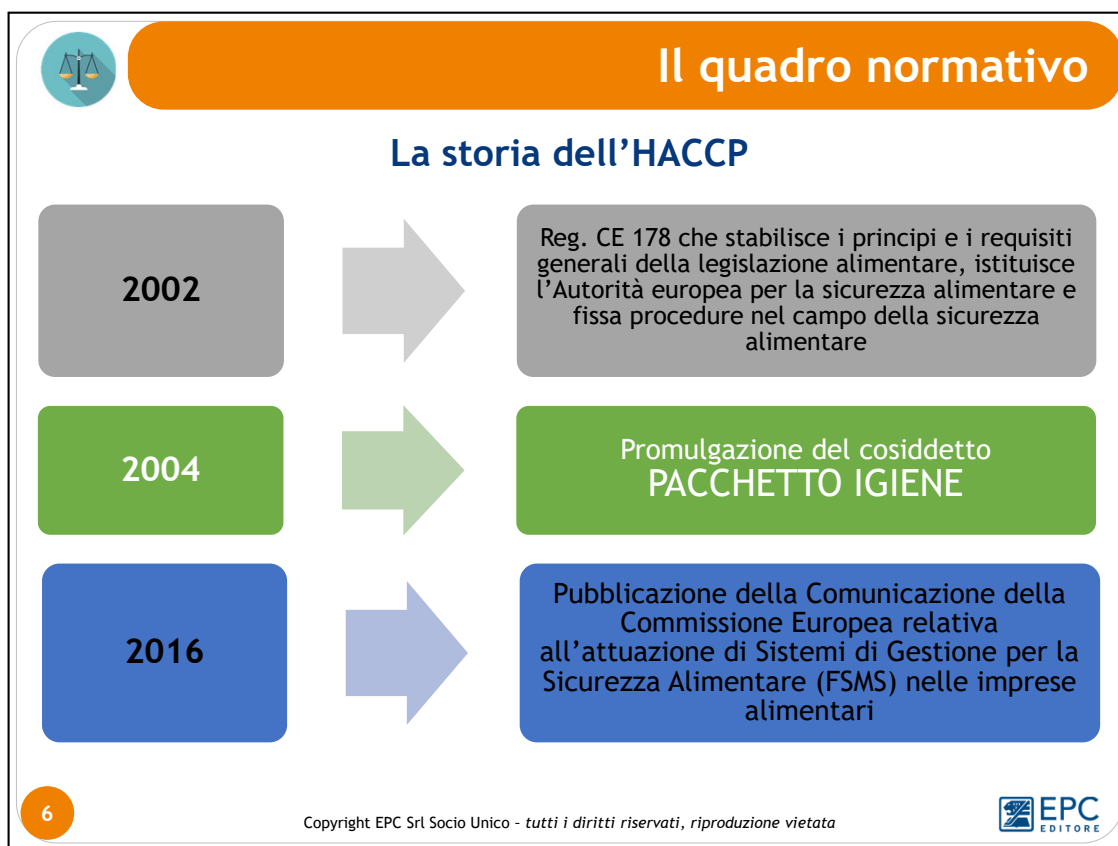 Il quadro normativo
La storia dell’HACCP
2002
Reg. CE 178 che stabilisce i principi e i requisiti
generali della legislazione alimentare, istituisce
l’Autorità europea per la sicurezza alimentare e
fissa procedure nel campo della sicurezza
alimentare
2004
Promulgazione del cosiddetto
PACCHETTO IGIENE
2016
Pubblicazione della Comunicazione della
Commissione Europea relativa
all’attuazione di Sistemi di Gestione per la
Sicurezza Alimentare (FSMS) nelle imprese
alimentari
6
Copyright EPC Srl Socio Unico – tutti i diritti riservati, riproduzione vietata
EPC
EDITORE